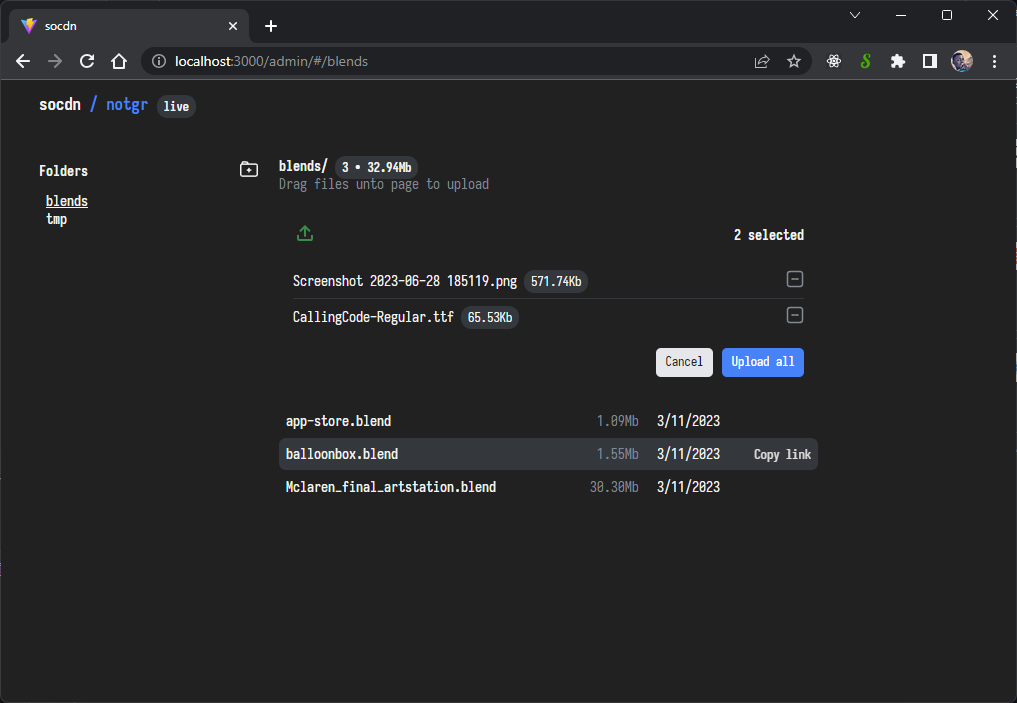 socdn
localhost:3000/admin/#/blends
socdn / notgr live
Folders
blends
tmp
blends/ 3 • 32.94Mb
Drag files unto page to upload
2 selected
Screenshot 2023-06-28 185119.png 571.74Kb
CallingCode-Regular.ttf 65.53Kb
Cancel Upload all
app-store.blend 1.09Mb 3/11/2023
balloonbox.blend 1.55Mb 3/11/2023 Copy link
Mclaren_final_artstation.blend 30.30Mb 3/11/2023